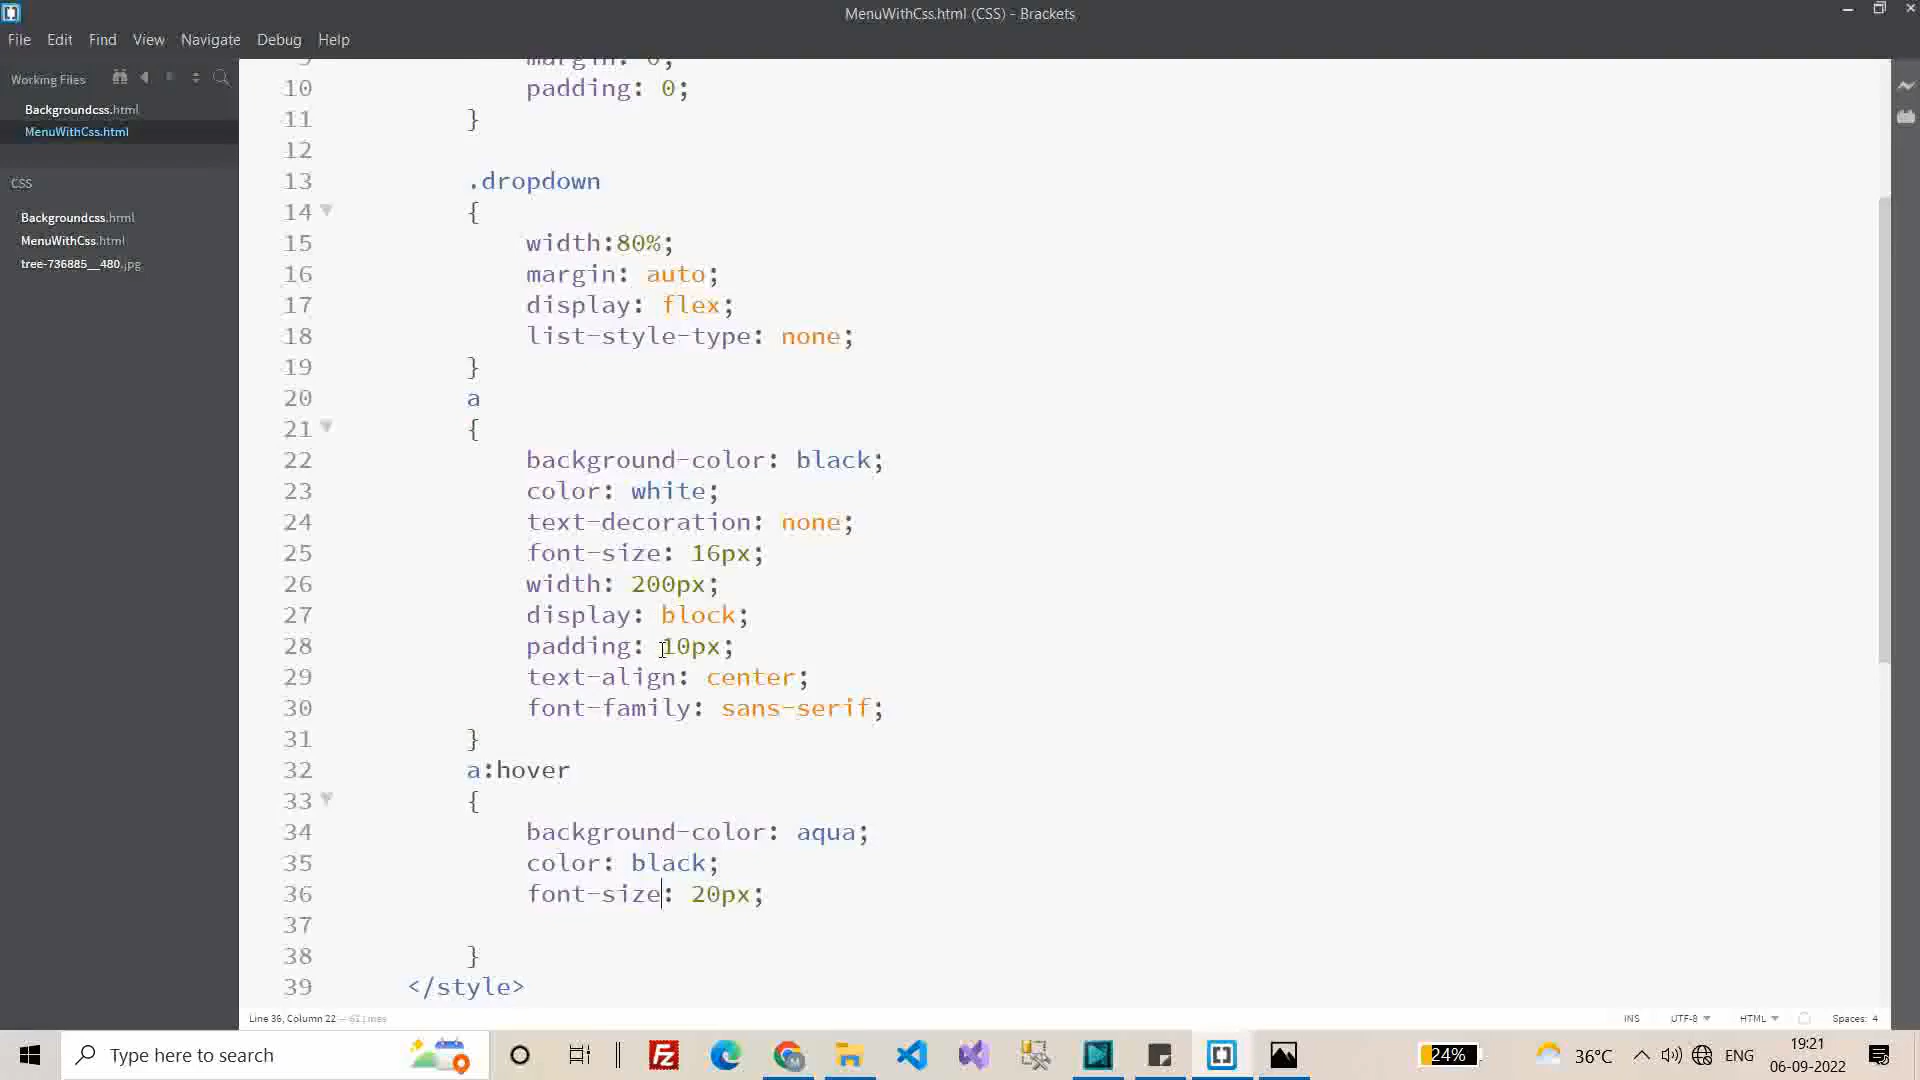 MenuWithCss.html (CSS) - Brackets
File Edit Find View Navigate Debug Help
Working Files
Backgroundcss.html
MenuWithCss.html
CSS
Backgroundcss.html
MenuWithCss.html
tree-736885__480.jpg
9 margin: 0;
10 padding: 0;
11 }
12
13 .dropdown
14 {
15 width:80%;
16 margin: auto;
17 display: flex;
18 list-style-type: none;
19 }
20 a
21 {
22 background-color: black;
23 color: white;
24 text-decoration: none;
25 font-size: 16px;
26 width: 200px;
27 display: block;
28 padding: 10px;
29 text-align: center;
30 font-family: sans-serif;
31 }
32 a:hover
33 {
34 background-color: aqua;
35 color: black;
36 font-size: 20px;
37
38 }
39 </style>
Line 36, Column 22 — 62 Lines
INS UTF-8 HTML Spaces: 4
Type here to search
24%
36°C
ENG
19:21
06-09-2022